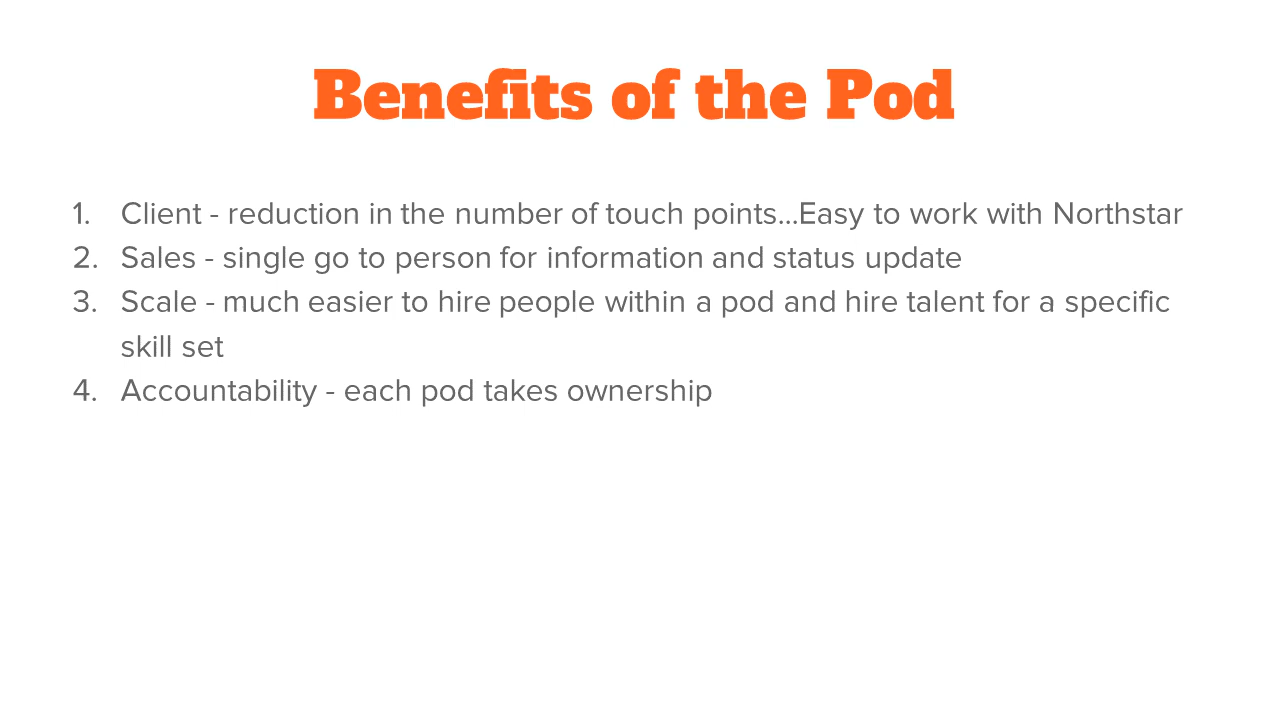 Benefits of the Pod
1. Client - reduction in the number of touch points...Easy to work with Northstar
2. Sales - single go to person for information and status update
3. Scale - much easier to hire people within a pod and hire talent for a specific
skill set
4. Accountability - each pod takes ownership